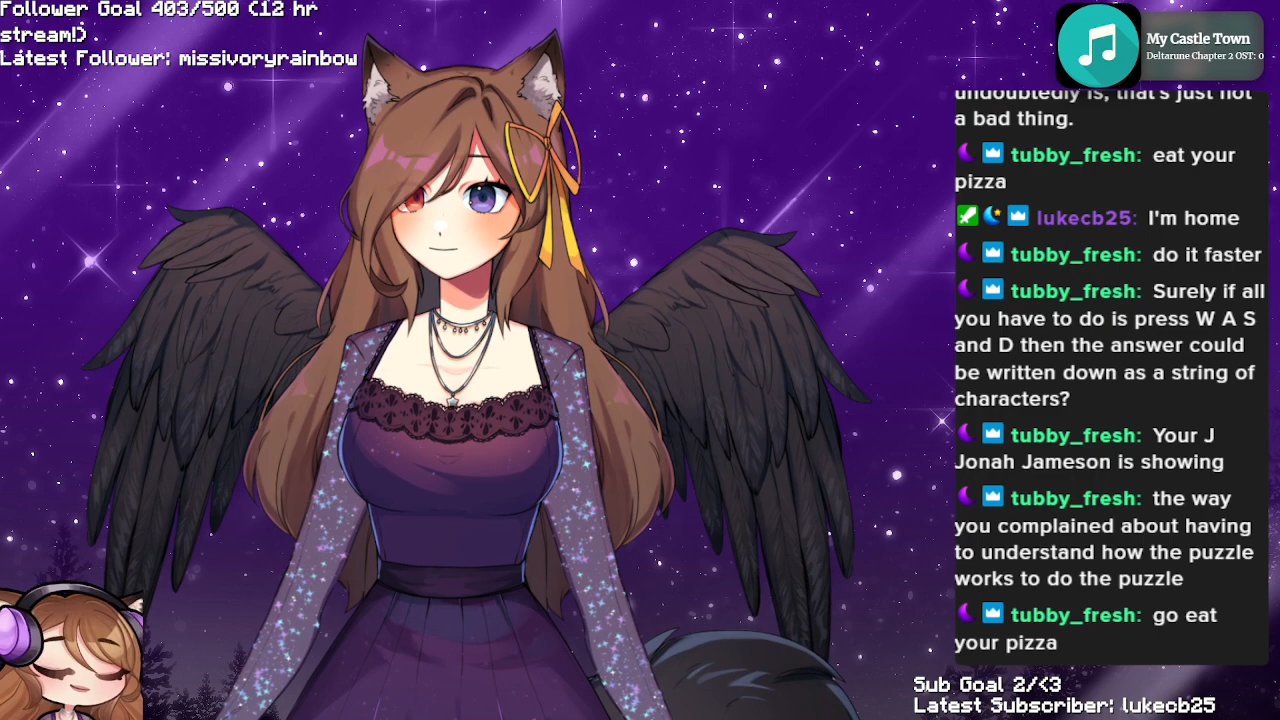 Follower Goal 403/500 (12 hr
stream!) .
Latest Follower: missivoryrainbow
My Castle Town
Deltarune Chapter 2 OST: 0
undoubtedly is, that's just not
a bad thing.
tubby_fresh: eat your
pizza
lukecb25: I'm home
tubby_fresh: do it faster
tubby_fresh: Surely if all
you have to do is press W A S
and D then the answer could
be written down as a string of
characters?
tubby_fresh: Your J
Jonah Jameson is showing
tubby_fresh: the way
you complained about having
to understand how the puzzle
works to do the puzzle
tubby_fresh: go eat
your pizza
Sub Goal 2/<3
Latest Subscriber: lukecb25